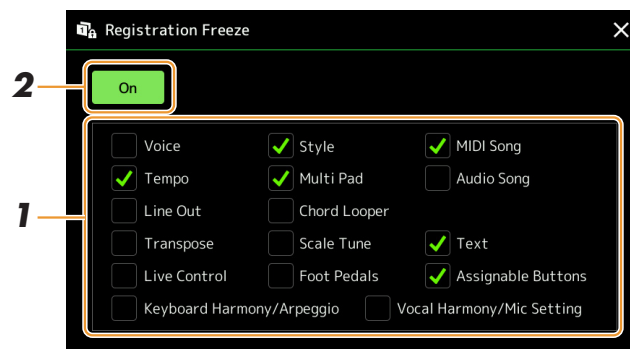 Registration Freeze
2
On
Voice Style MIDI Song
Tempo Multi Pad Audio Song
1
Line Out Chord Looper
Transpose Scale Tune Text
Live Control Foot Pedals Assignable Buttons
Keyboard Harmony/Arpeggio Vocal Harmony/Mic Setting